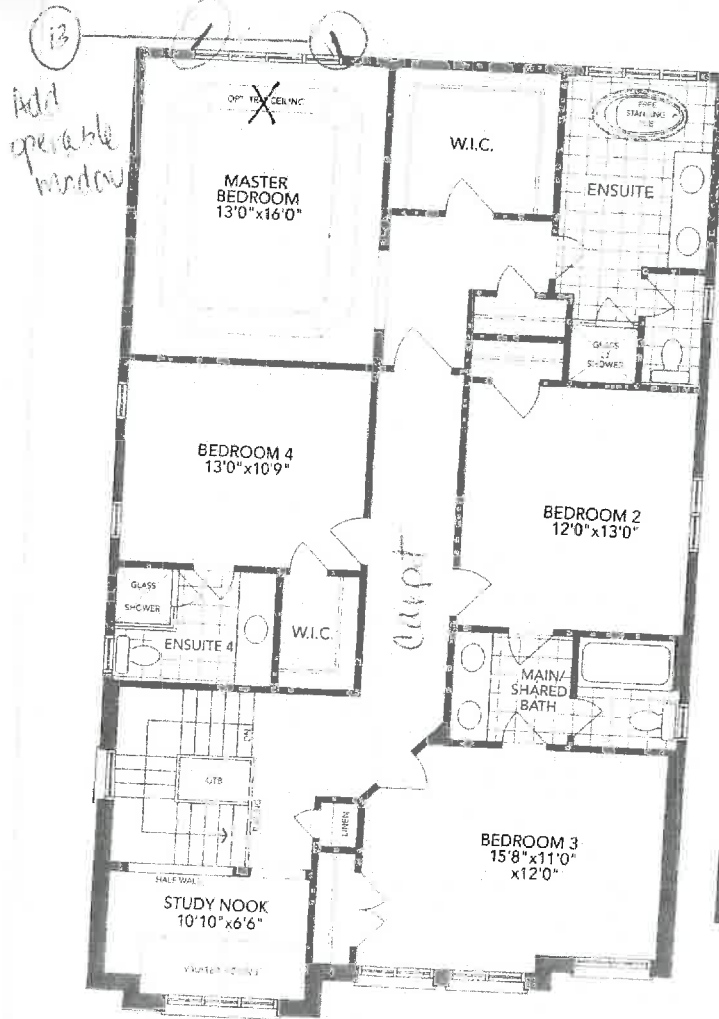 13
Add
operable
window
OPT. TRAY CEILING
MASTER
BEDROOM
13'0"x16'0"
W.I.C.
FREE
STANDING
TUB
ENSUITE
GLASS
SHOWER
BEDROOM 4
13'0"x10'9"
BEDROOM 2
12'0"x13'0"
Carpet
GLASS
SHOWER
ENSUITE 4
W.I.C.
MAIN/
SHARED
BATH
OTB
RAILING
LINEN
BEDROOM 3
15'8"x11'0"
x12'0"
HALF WALL
STUDY NOOK
10'10"x6'6"